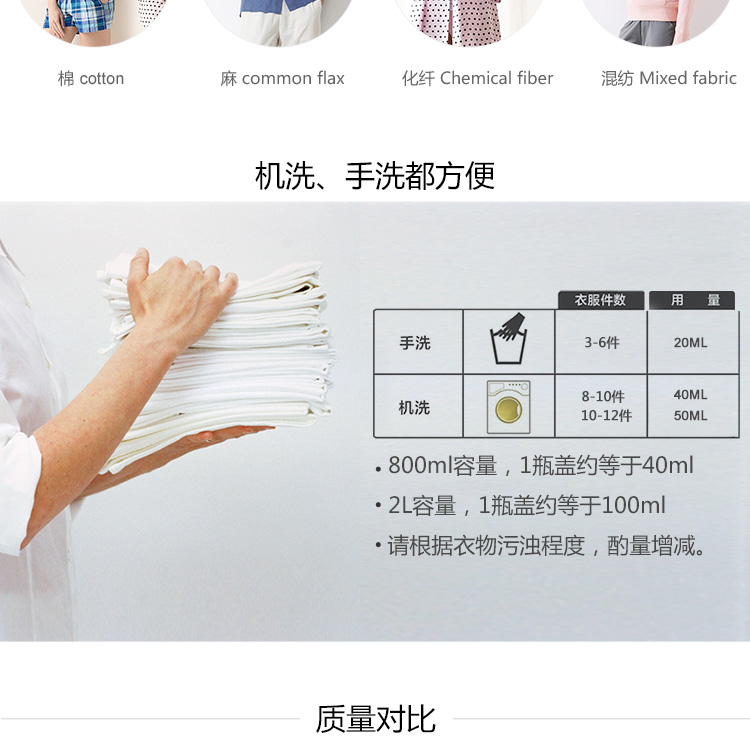 棉 cotton
麻 common flax
化纤 Chemical fiber
混纺 Mixed fabric
机洗、手洗都方便
衣服件数
用 量
手洗
3-6件
20ML
机洗
8-10件
40ML
10-12件
50ML
• 800ml容量，1瓶盖约等于40ml
• 2L容量，1瓶盖约等于100ml
• 请根据衣物污浊程度，酌量增减。
质量对比